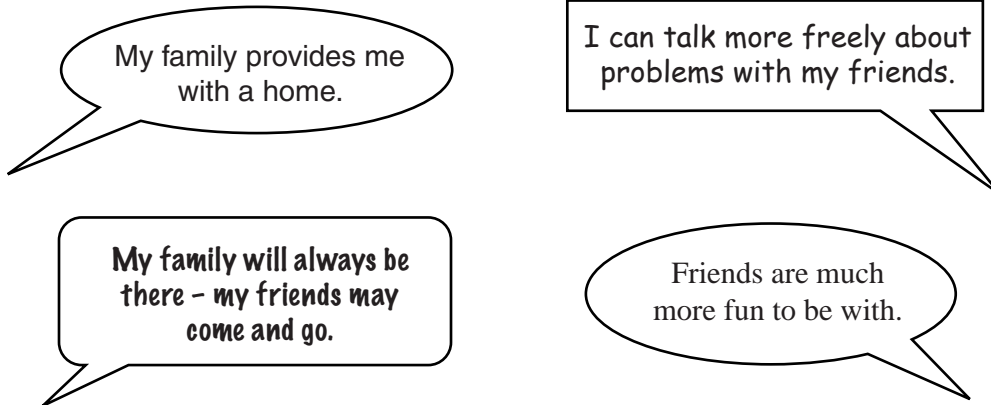 My family provides me
with a home.
I can talk more freely about
problems with my friends.
My family will always be
there – my friends may
come and go.
Friends are much
more fun to be with.